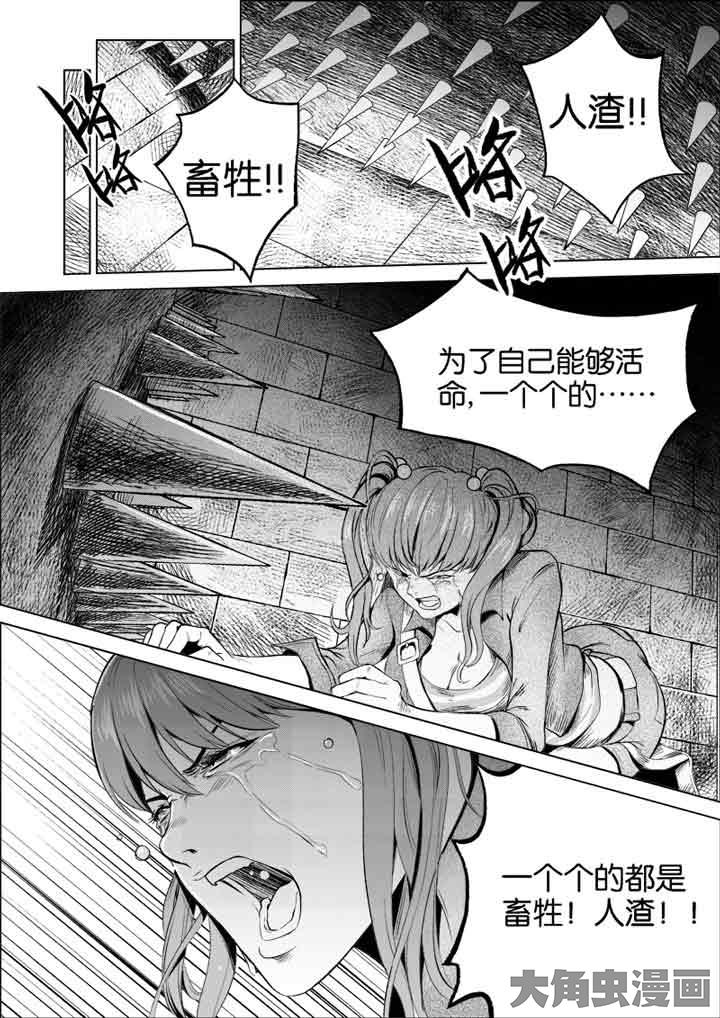 咯
咯
畜牲!!
咯
咯
人渣!!
为了自己能够活
命,一个个的……
一个个的都是
畜牲！人渣！！
大角虫漫画